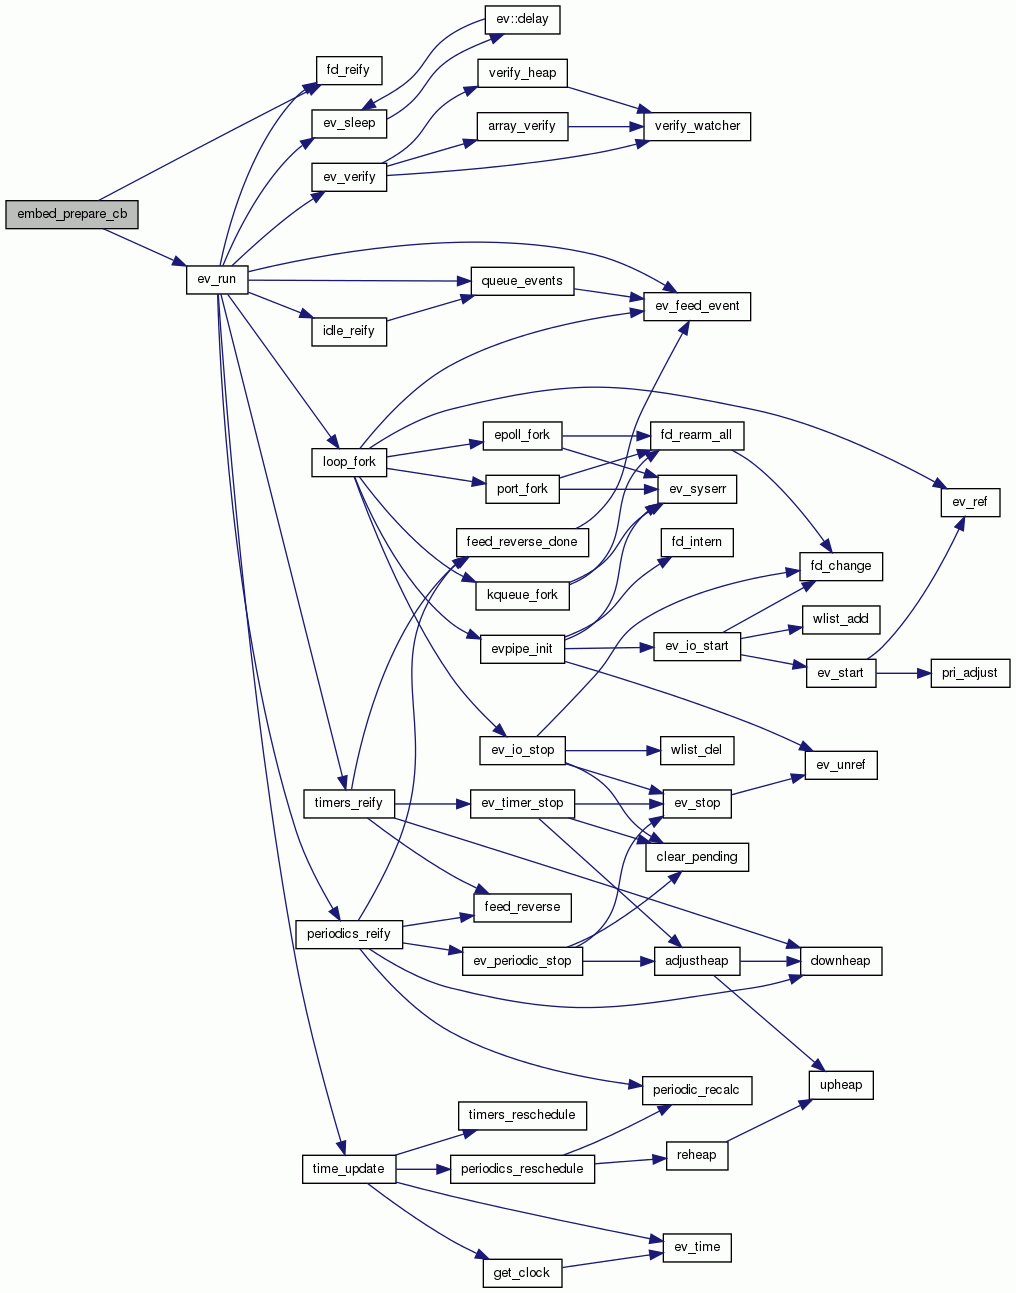 ev::delay
fd_reify
verify_heap
ev_sleep
array_verify
verify_watcher
ev_verify
embed_prepare_cb
ev_run
queue_events
ev_feed_event
idle_reify
epoll_fork
fd_rearm_all
loop_fork
port_fork
ev_syserr
ev_ref
feed_reverse_done
fd_intern
fd_change
kqueue_fork
wlist_add
evpipe_init
ev_io_start
ev_start
pri_adjust
ev_io_stop
wlist_del
ev_unref
timers_reify
ev_timer_stop
ev_stop
clear_pending
feed_reverse
periodics_reify
ev_periodic_stop
adjustheap
downheap
upheap
periodic_recalc
timers_reschedule
reheap
time_update
periodics_reschedule
ev_time
get_clock